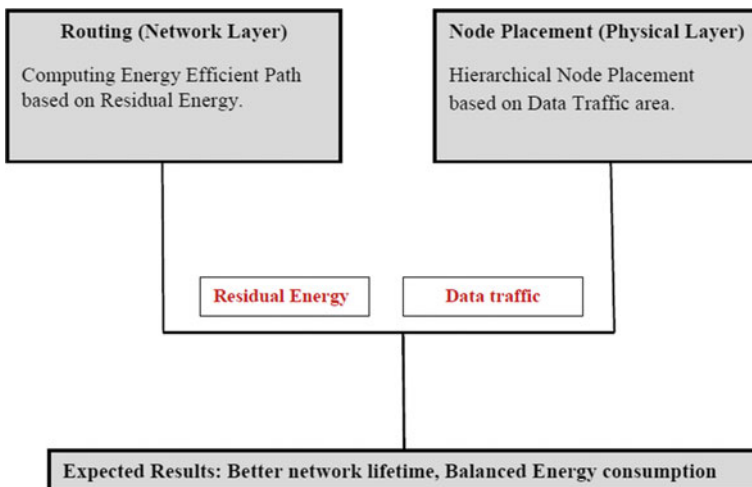 Routing (Network Layer)
Computing Energy Efficient Path
based on Residual Energy.
Node Placement (Physical Layer)
Hierarchical Node Placement
based on Data Traffic area.
Residual Energy
Data traffic
Expected Results: Better network lifetime, Balanced Energy consumption